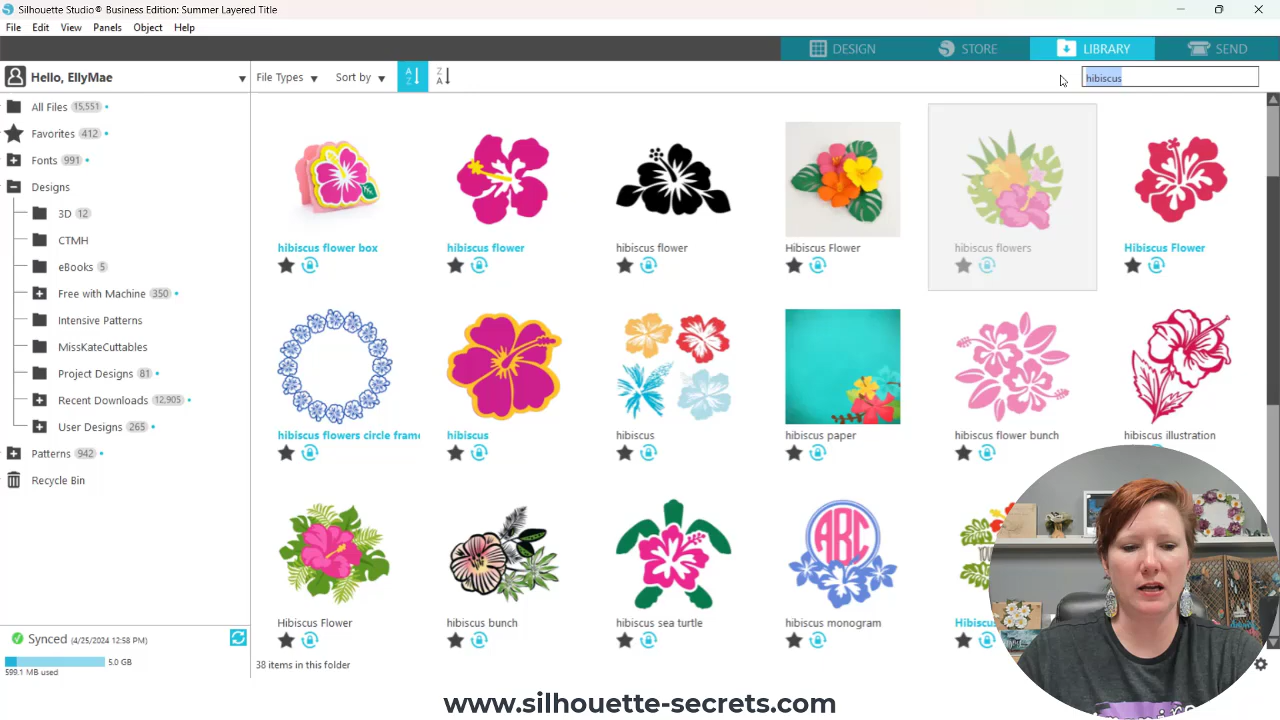 Silhouette Studio® Business Edition: Summer Layered Title
File Edit View Panels Object Help
DESIGN STORE LIBRARY SEND
Hello, EllyMae
File Types Sort by A Z Z A hibiscus
All Files 15,551
Favorites 412
Fonts 991
Designs
3D 12
CTMH
eBooks 5
Free with Machine 350
Intensive Patterns
MissKateCuttables
Project Designs 81
Recent Downloads 12,905
User Designs 265
Patterns 942
Recycle Bin
hibiscus flower box hibiscus flower hibiscus flower Hibiscus Flower hibiscus flowers Hibiscus Flower
hibiscus flowers circle frame hibiscus hibiscus hibiscus paper hibiscus flower bunch hibiscus illustration
ABC
Hibiscus Flower hibiscus bunch hibiscus sea turtle hibiscus monogram
Synced (4/25/2024 12:58 PM)
5.0 GB
599.1 MB used
38 items in this folder
www.silhouette-secrets.com